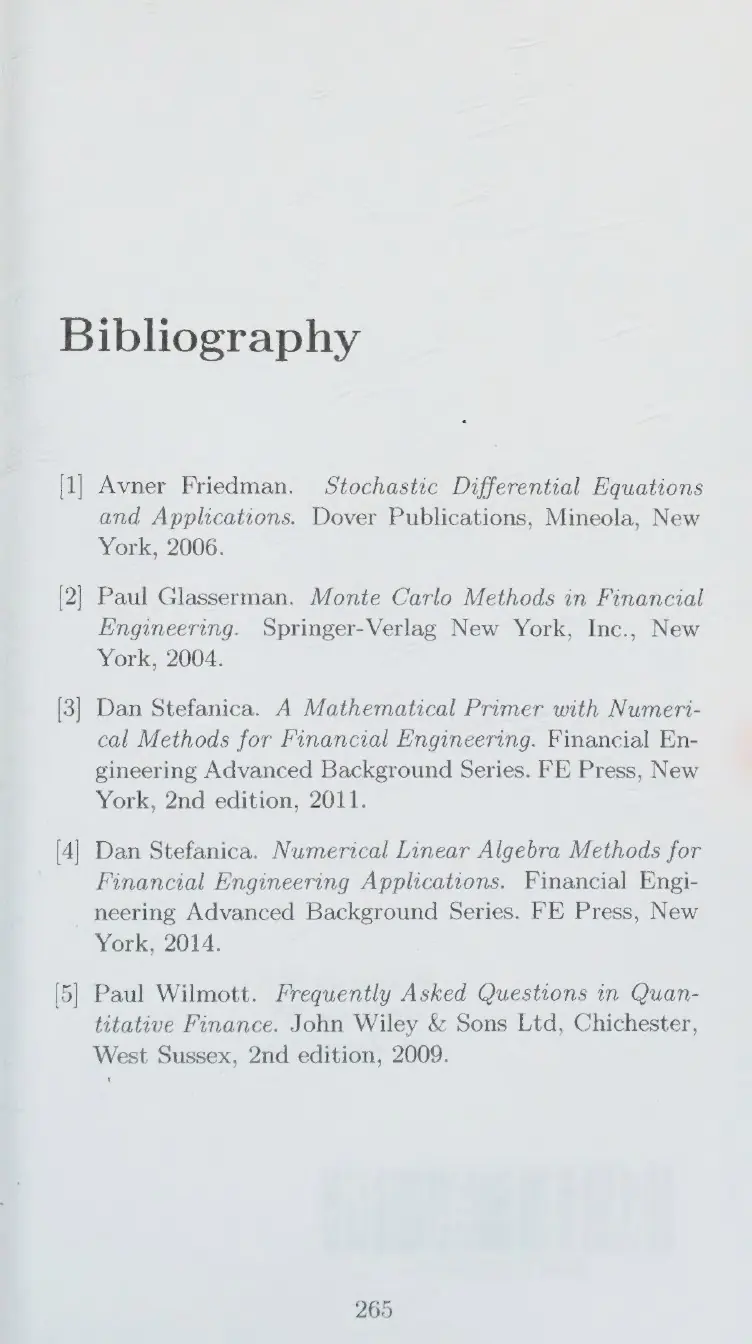 Bibliography
[1] Avner Friedman. Stochastic Differential Equations
and Applications. Dover Publications, Mineola, New
York, 2006.
[2] Paul Glasserman. Monte Carlo Methods in Financial
Engineering. Springer-Verlag New York, Inc., New
York, 2004.
[3] Dan Stefanica. A Mathematical Primer with Numeri-
cal Methods for Financial Engineering. Financial En-
gineering Advanced Background Series. FE Press, New
York, 2nd edition, 2011.
[4] Dan Stefanica. Numerical Linear Algebra Methods for
Financial Engineering Applications. Financial Engi-
neering Advanced Background Series. FE Press, New
York, 2014.
[5] Paul Wilmott. Frequently Asked Questions in Quan-
titative Finance. John Wiley & Sons Ltd, Chichester,
West Sussex, 2nd edition, 2009.
265